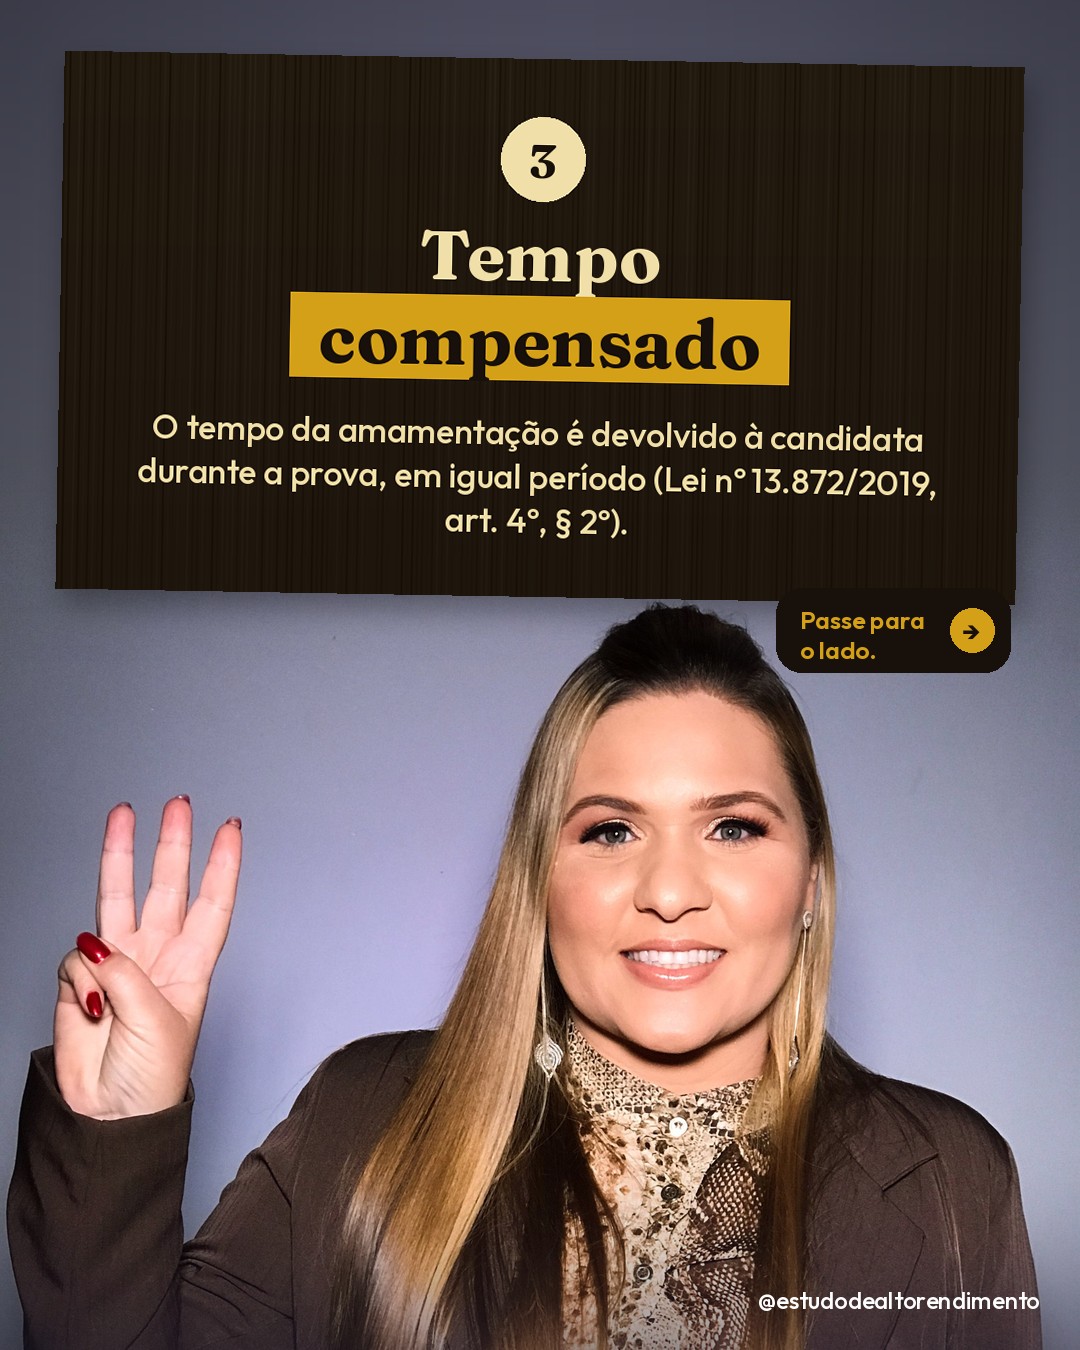 3
Tempo
compensado
O tempo da amamentação é devolvido à candidata
durante a prova, em igual período (Lei nº 13.872/2019,
art. 4º, § 2º).
Passe para
o lado.
@estudodealtorendimento